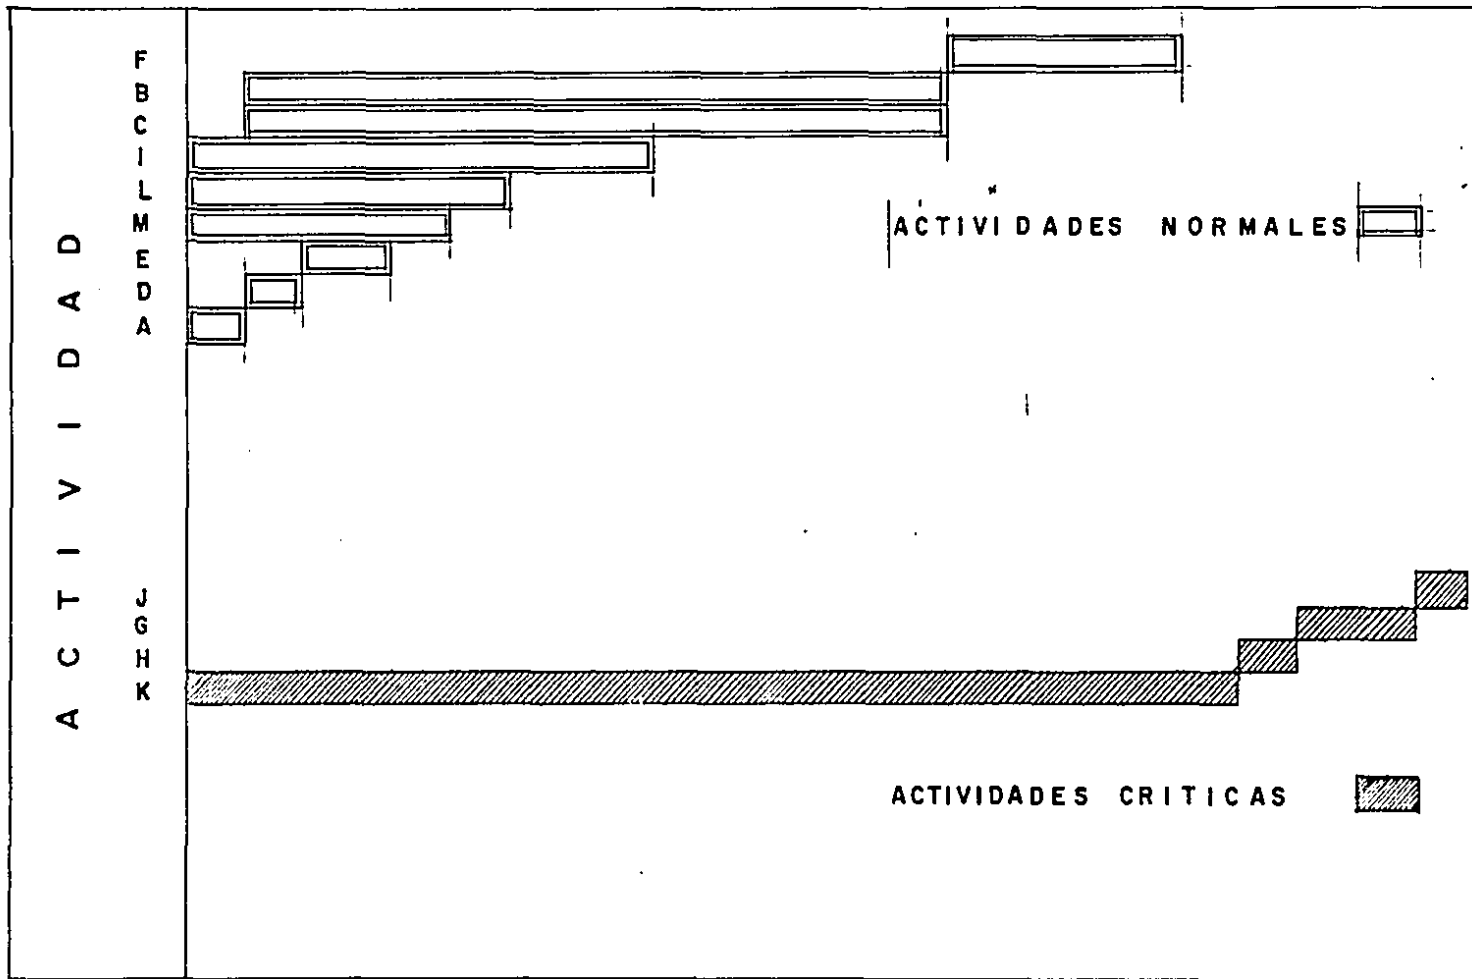 ACTIVIDAD
F
B
C
I
L
M
E
D
A
ACTIVIDADES NORMALES
J
G
H
K
ACTIVIDADES CRITICAS